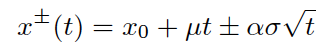 x^±(t) = x_0 + μt ± ασ√t